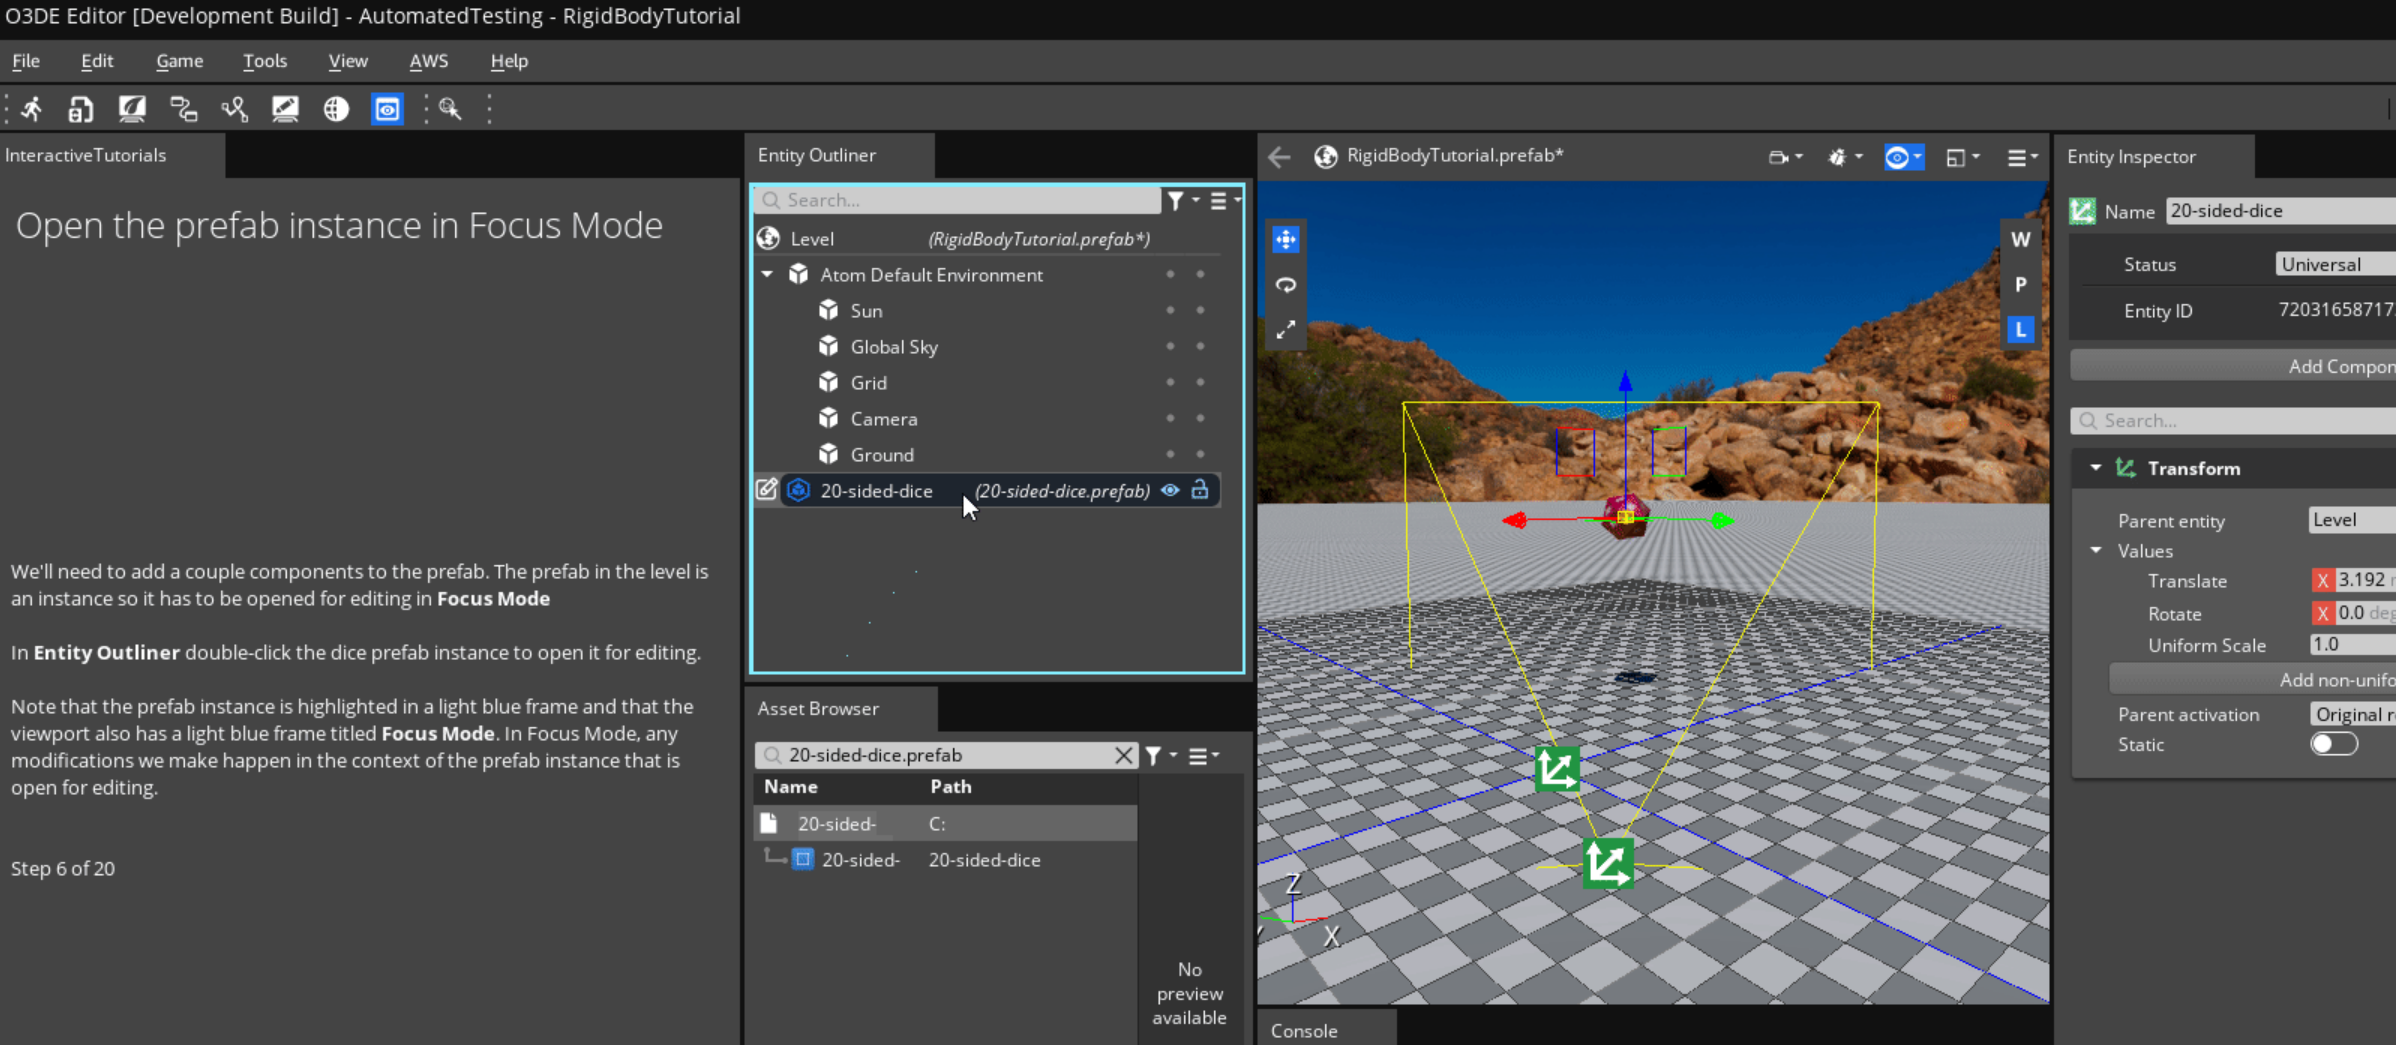 O3DE Editor [Development Build] - AutomatedTesting - RigidBodyTutorial
File Edit Game Tools View AWS Help
InteractiveTutorials
Open the prefab instance in Focus Mode
We'll need to add a couple components to the prefab. The prefab in the level is
an instance so it has to be opened for editing in Focus Mode
In Entity Outliner double-click the dice prefab instance to open it for editing.
Note that the prefab instance is highlighted in a light blue frame and that the
viewport also has a light blue frame titled Focus Mode. In Focus Mode, any
modifications we make happen in the context of the prefab instance that is
open for editing.
Step 6 of 20
Entity Outliner
Search...
Level (RigidBodyTutorial.prefab*)
Atom Default Environment
Sun
Global Sky
Grid
Camera
Ground
20-sided-dice (20-sided-dice.prefab)
Asset Browser
20-sided-dice.prefab
Name Path
20-sided- C:
20-sided- 20-sided-dice
No
preview
available
RigidBodyTutorial.prefab*
W
P
L
Z
X
Console
Entity Inspector
Name 20-sided-dice
Status Universal
Entity ID 72031658717
Add Compon
Search...
Transform
Parent entity Level
Values
Translate X 3.192
Rotate X 0.0 deg
Uniform Scale 1.0
Add non-unifo
Parent activation Original r
Static